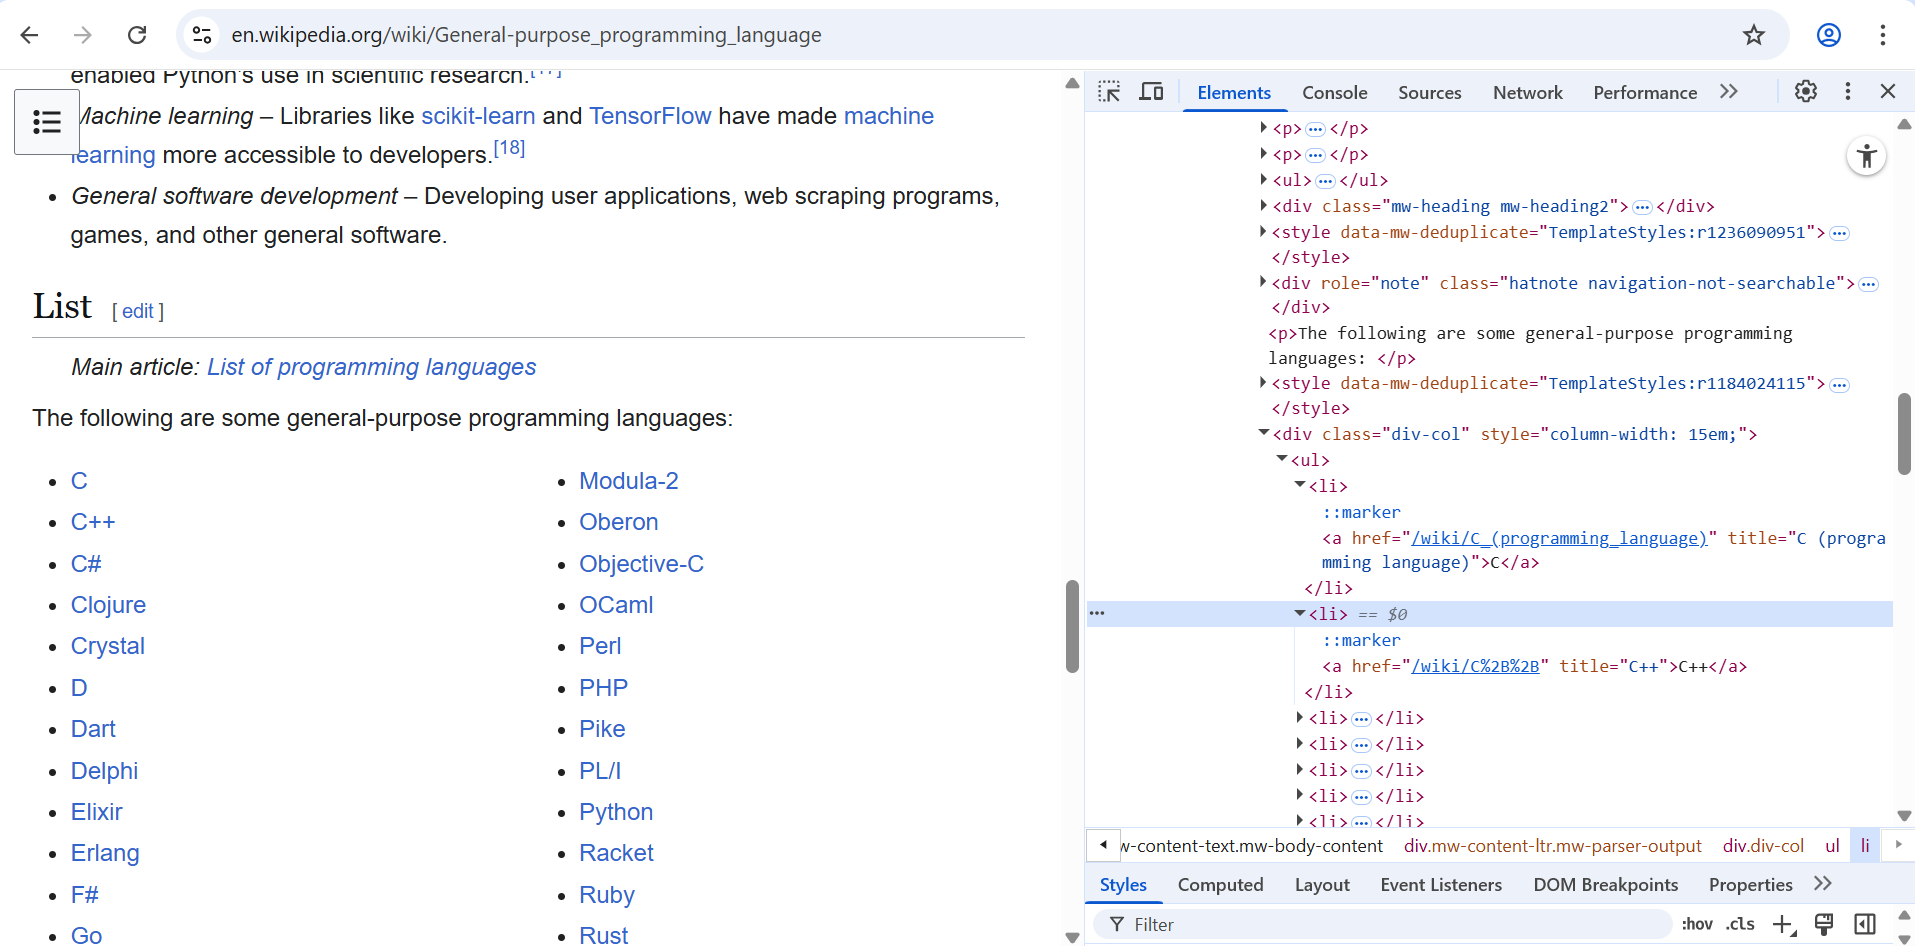 en.wikipedia.org/wiki/General-purpose_programming_language
enabled Python's use in scientific research.[17]
Machine learning – Libraries like scikit-learn and TensorFlow have made machine
learning more accessible to developers.[18]
• General software development – Developing user applications, web scraping programs,
games, and other general software.
List [ edit ]
Main article: List of programming languages
The following are some general-purpose programming languages:
• C
• C++
• C#
• Clojure
• Crystal
• D
• Dart
• Delphi
• Elixir
• Erlang
• F#
• Go
• Modula-2
• Oberon
• Objective-C
• OCaml
• Perl
• PHP
• Pike
• PL/I
• Python
• Racket
• Ruby
• Rust
Elements Console Sources Network Performance
<p>…</p>
<p>…</p>
<ul>…</ul>
<div class="mw-heading mw-heading2">…</div>
<style data-mw-deduplicate="TemplateStyles:r1236090951">…
</style>
<div role="note" class="hatnote navigation-not-searchable">…
</div>
<p>The following are some general-purpose programming
languages: </p>
<style data-mw-deduplicate="TemplateStyles:r1184024115">…
</style>
<div class="div-col" style="column-width: 15em;">
<ul>
<li>
::marker
<a href="/wiki/C_(programming_language)" title="C (progra
mming language)">C</a>
</li>
… <li> == $0
::marker
<a href="/wiki/C%2B%2B" title="C++">C++</a>
</li>
<li>…</li>
<li>…</li>
<li>…</li>
<li>…</li>
<li>…</li>
w-content-text.mw-body-content div.mw-content-ltr.mw-parser-output div.div-col ul li
Styles Computed Layout Event Listeners DOM Breakpoints Properties
Filter :hov .cls